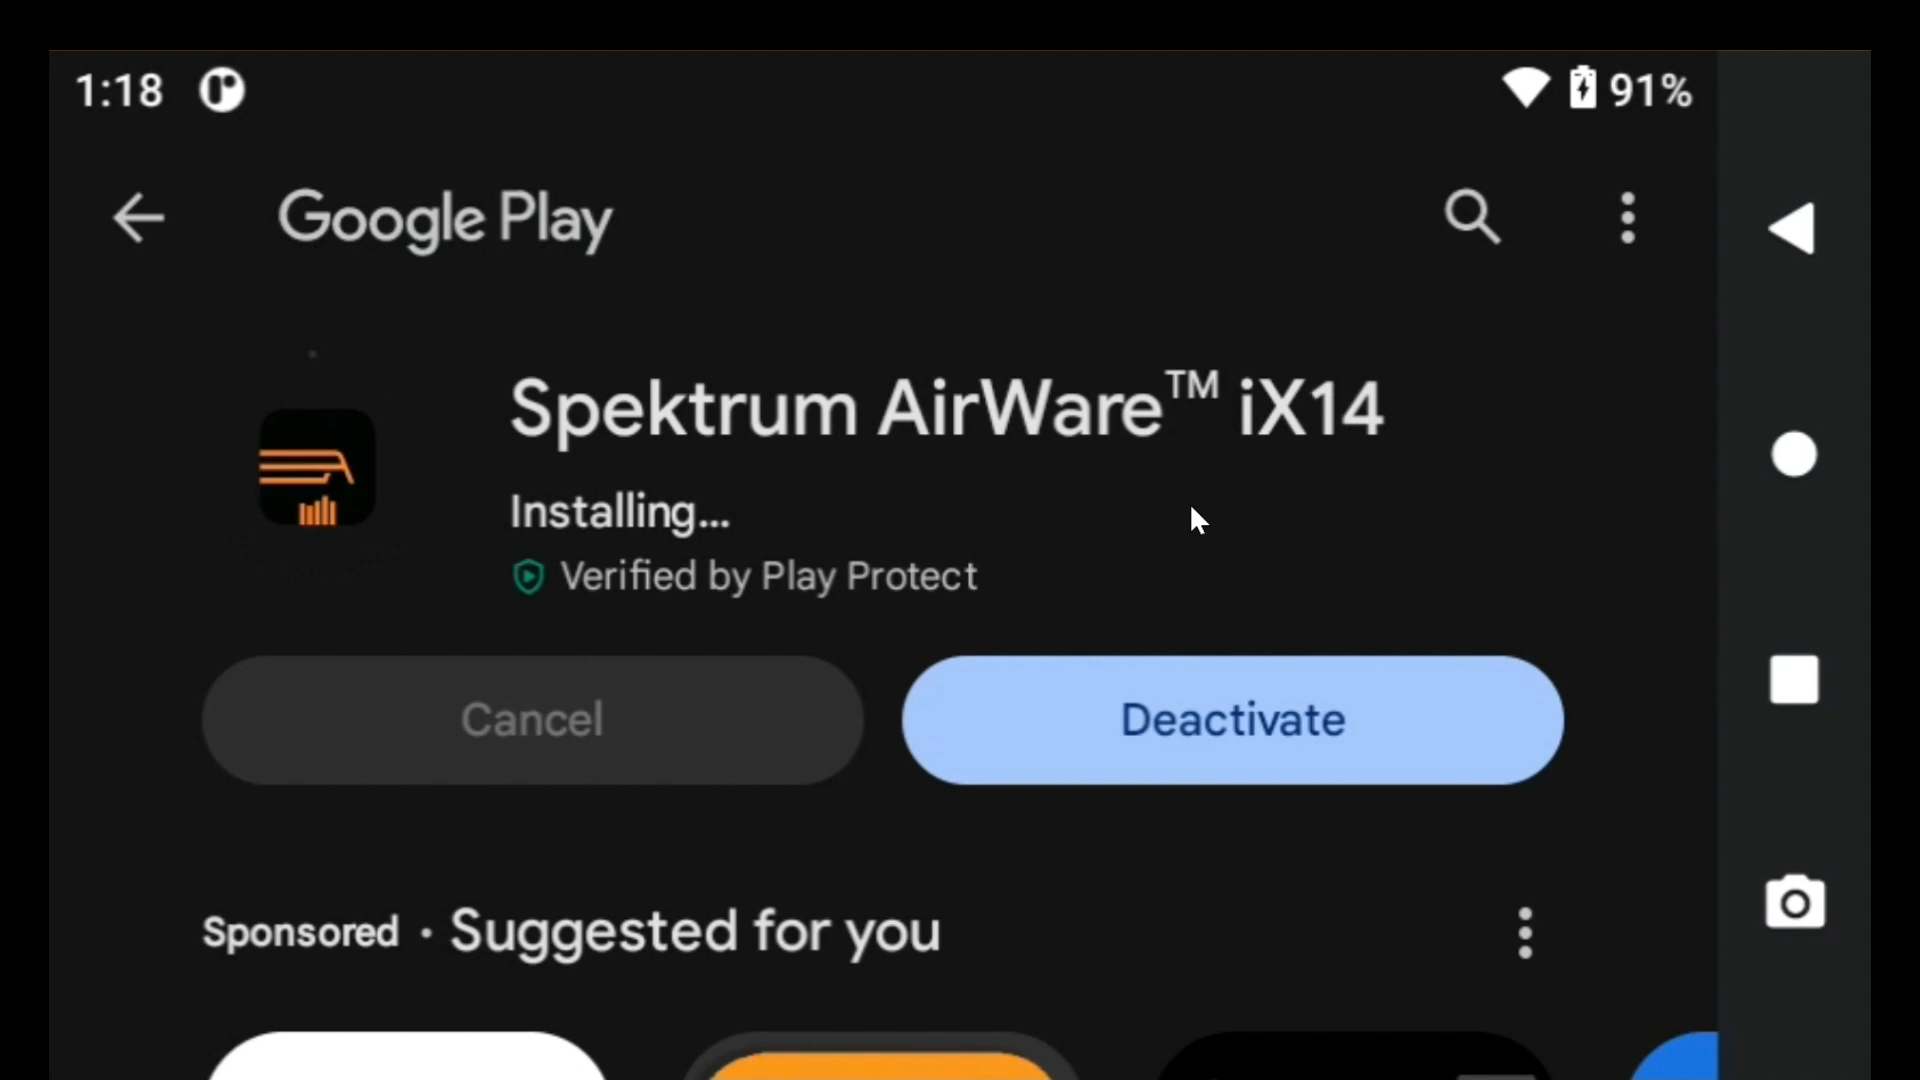 1:18
91%
Google Play
Spektrum AirWare™ iX14
Installing...
Verified by Play Protect
Cancel
Deactivate
Sponsored · Suggested for you